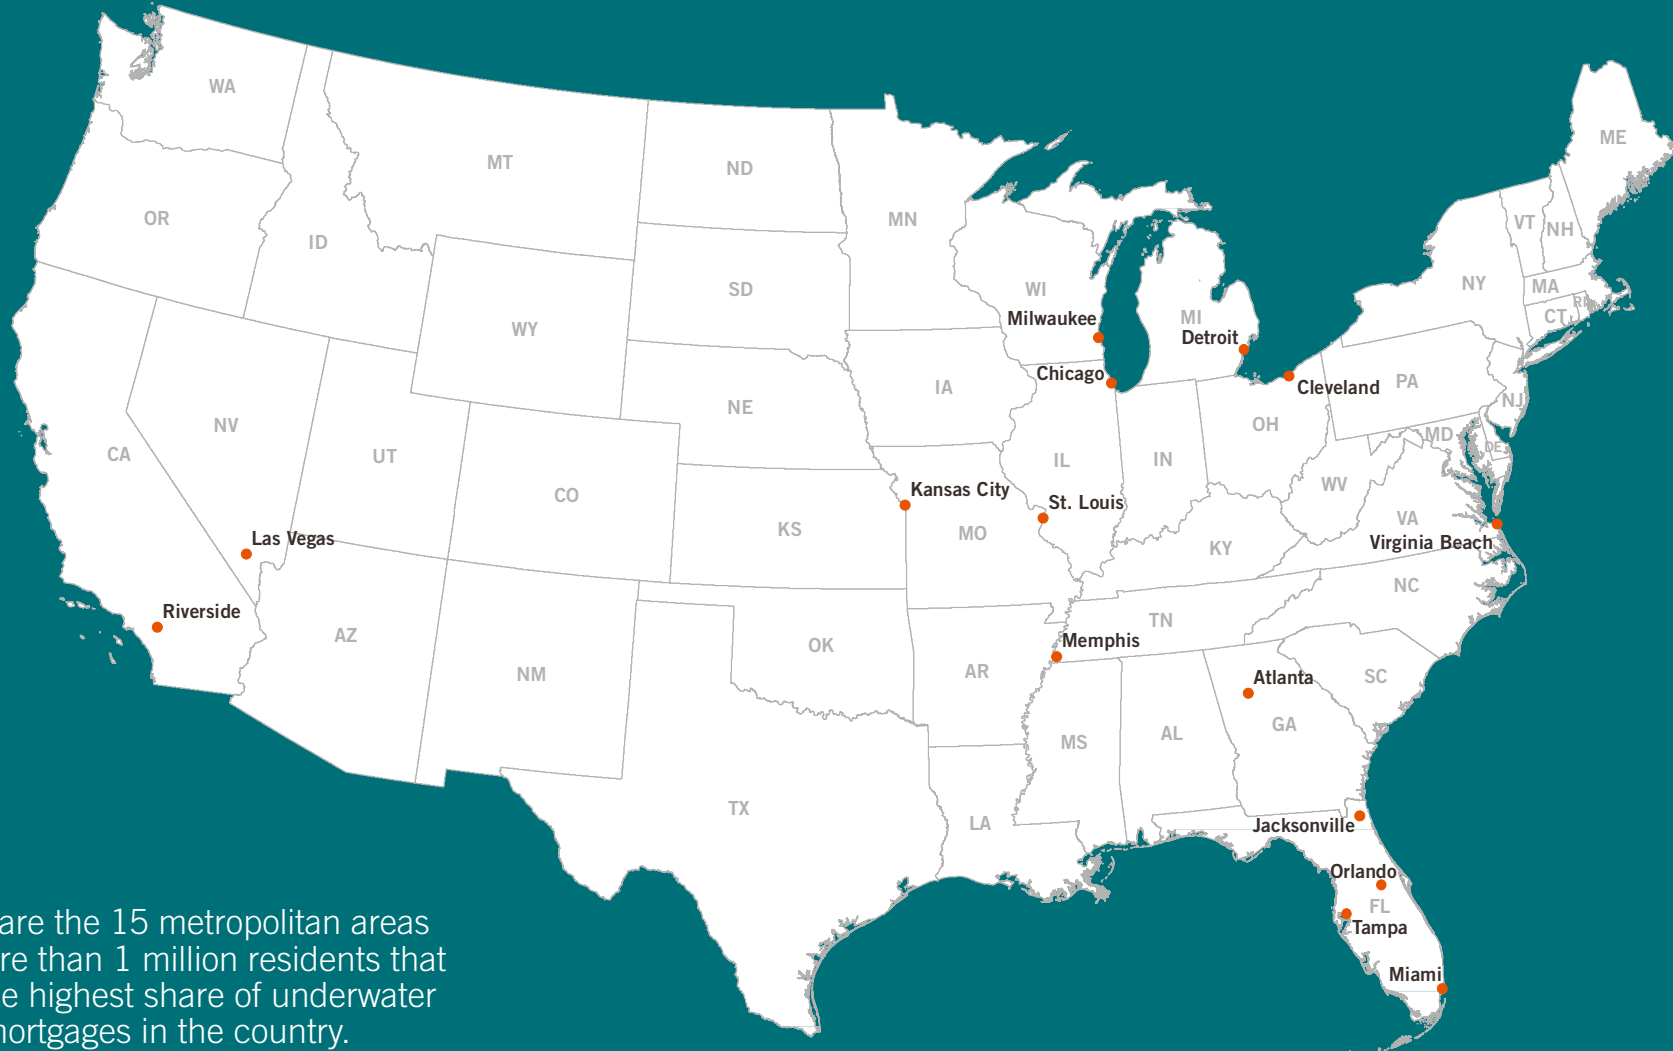 WA
MT
ND
MN
ME
OR
ID
SD
WI
MI
NY
VT
NH
MA
CT
RI
WY
Milwaukee
Detroit
Chicago
Cleveland
PA
NJ
IA
NE
NV
CA
UT
CO
IL
IN
OH
MD
DE
WV
VA
Kansas City
St. Louis
KS
MO
KY
Virginia Beach
Las Vegas
Riverside
AZ
NM
OK
AR
TN
NC
Memphis
Atlanta
SC
GA
MS
AL
TX
LA
Jacksonville
Orlando
FL
Tampa
Miami
are the 15 metropolitan areas
re than 1 million residents that
e highest share of underwater
mortgages in the country.